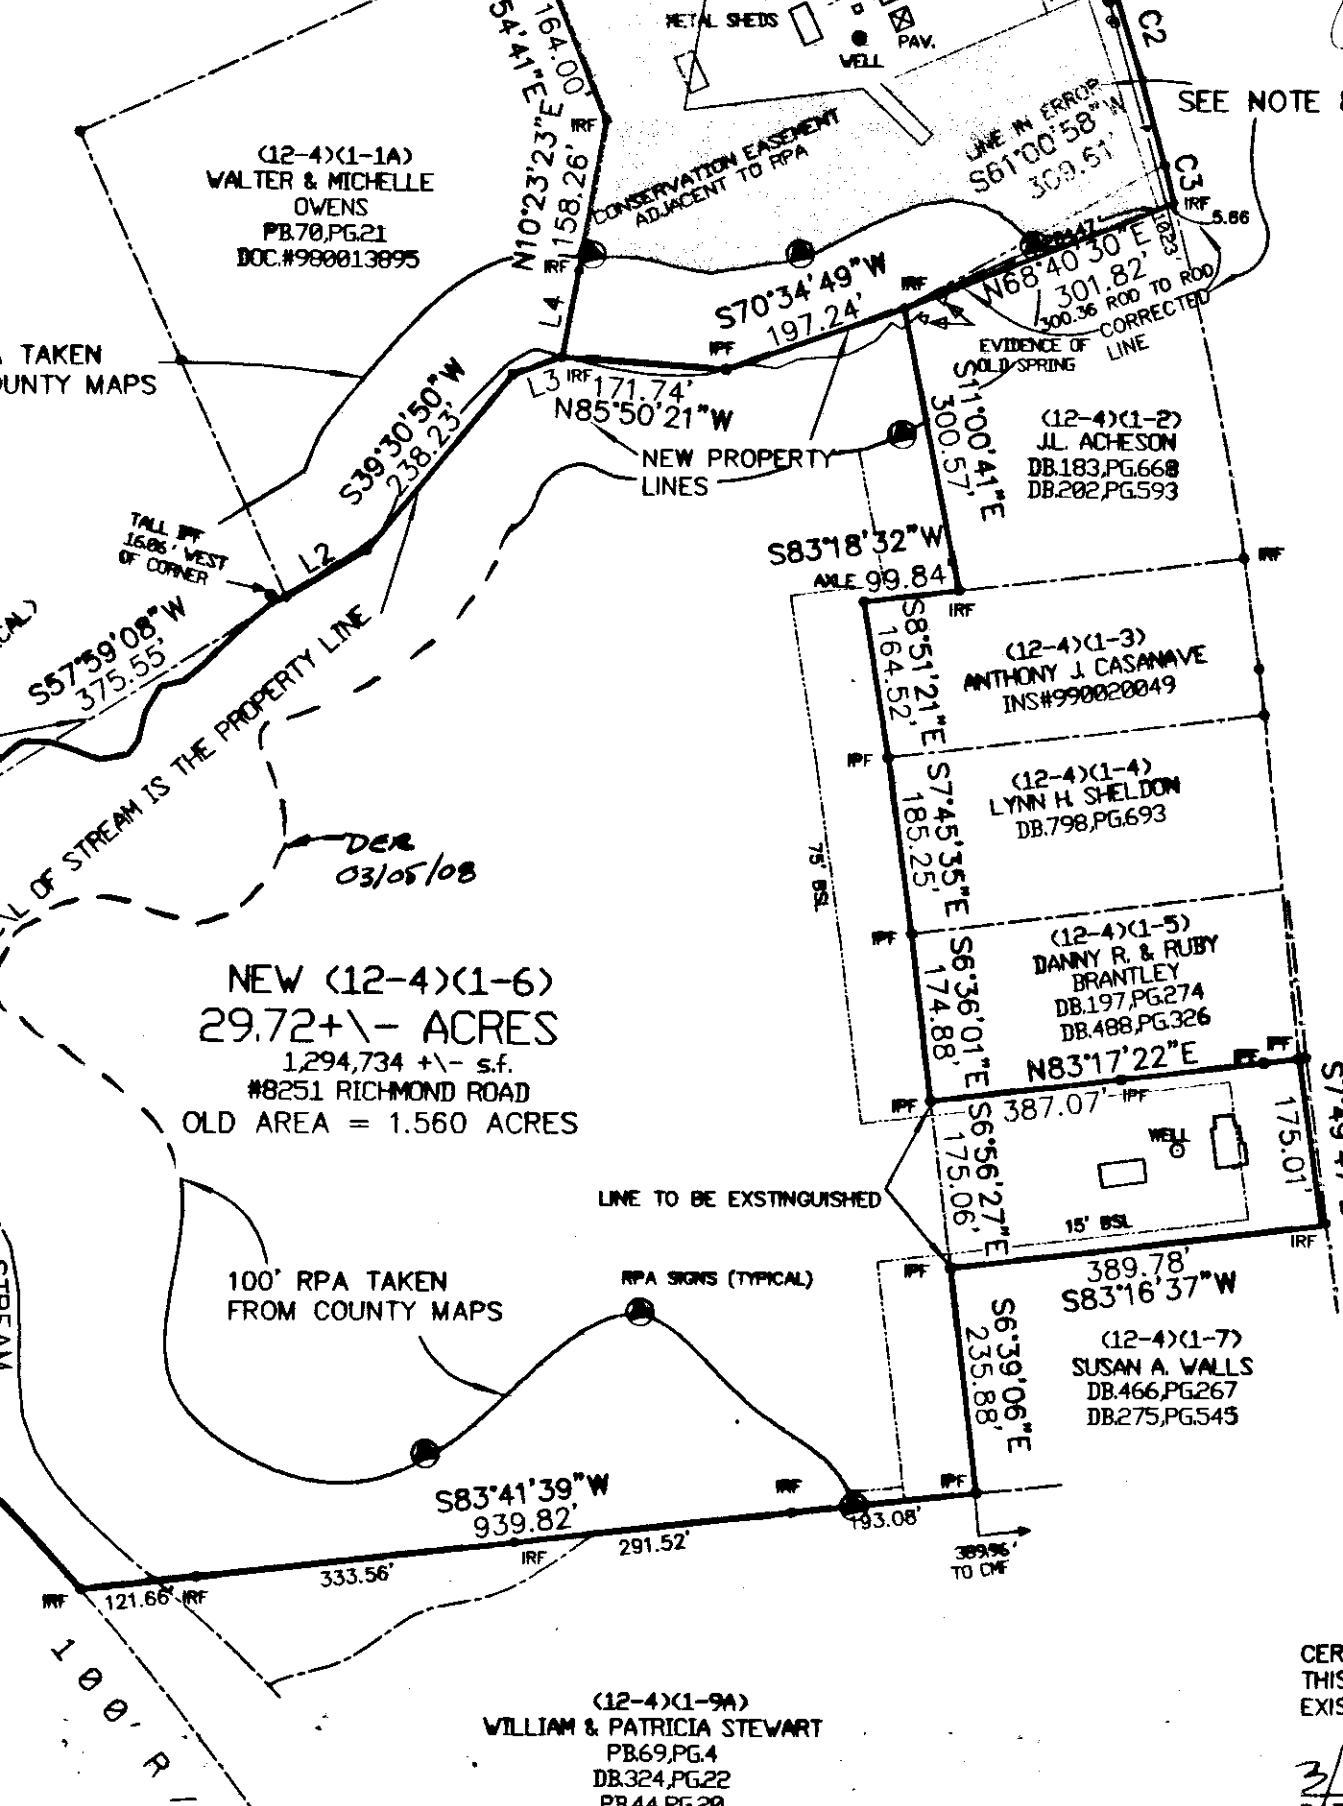 METAL SHEDS
WELL
PAV.
C2
54'41"E
164.00'
IRF
SEE NOTE
LINE IN ERROR
S61°00'58"W
309.61'
C3
IRF
5.66
(12-4)(1-1A)
WALTER & MICHELLE
OWENS
PB.70,PG.21
DOC.#980013895
N10°23'23"E
158.26'
IRF
CONSERVATION EASEMENT
ADJACENT TO RPA
N68°40'30"E
301.82'
300.36 ROD TO ROD
CORRECTED
LINE
S70°34'49"W
197.24'
IRF
IPF
L4
EVIDENCE OF
OLD SPRING
TAKEN
OUNTY MAPS
L3
IRF
171.74'
N85°50'21"W
S39°30'50"W
238.23'
NEW PROPERTY
LINES
S11°00'41"E
300.57'
(12-4)(1-2)
J.L. ACHESON
DB.183,PG.668
DB.202,PG.593
TALL IPF
16.06' WEST
OF CORNER
L2
S83°18'32"W
AXLE 99.84'
IRF
IRF
CAL)
S57°59'08"W
375.55'
S8°51'21"E
164.52'
(12-4)(1-3)
ANTHONY J. CASANAVE
INS#990020049
OF STREAM IS THE PROPERTY LINE
IPF
S7°45'35"E
185.25'
(12-4)(1-4)
LYNN H. SHELDON
DB.798,PG.693
DER
03/05/08
75' BSL
IPF
S6°36'01"E
174.88'
(12-4)(1-5)
DANNY R. & RUBY
BRANTLEY
DB.197,PG.274
DB.488,PG.326
NEW (12-4)(1-6)
29.72+\- ACRES
1,294,734 +\- s.f.
#8251 RICHMOND ROAD
OLD AREA = 1.560 ACRES
N83°17'22"E
387.07'
IPF
IPF
IPF
IPF
S6°56'27"E
175.06'
WELL
175.01'
LINE TO BE EXSTINGUISHED
15' BSL
IRF
IPF
389.78'
S83°16'37"W
100' RPA TAKEN
FROM COUNTY MAPS
RPA SIGNS (TYPICAL)
STREAM
S6°39'06"E
235.88'
(12-4)(1-7)
SUSAN A. WALLS
DB.466,PG.267
DB.275,PG.545
S83°41'39"W
939.82'
IRF
IPF
193.08'
291.52'
IRF
333.56'
IRF
121.66'
IRF
389.96'
TO CMF
100' R
(12-4)(1-9A)
WILLIAM & PATRICIA STEWART
PB.69,PG.4
DB.324,PG.22
PB.44,PG.20
CER
THIS
EXIS
3/